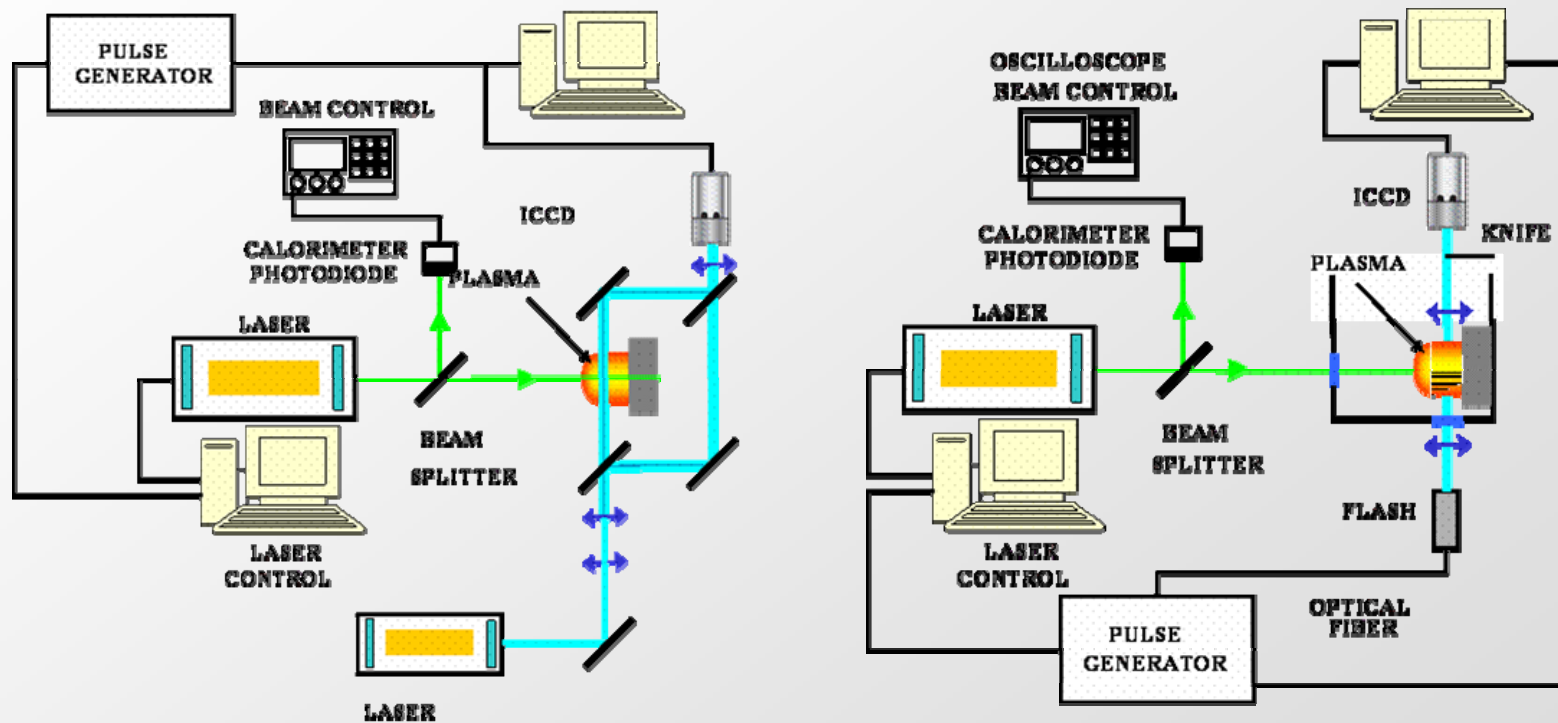 PULSE
GENERATOR
BEAM CONTROL
ICCD
CALORIMETER
PHOTODIODE
PLASMA
LASER
BEAM
SPLITTER
LASER
CONTROL
LASER
OSCILLOSCOPE
BEAM CONTROL
ICCD
KNIFE
CALORIMETER
PHOTODIODE
PLASMA
LASER
BEAM
SPLITTER
FLASH
LASER
CONTROL
OPTICAL
FIBER
PULSE
GENERATOR